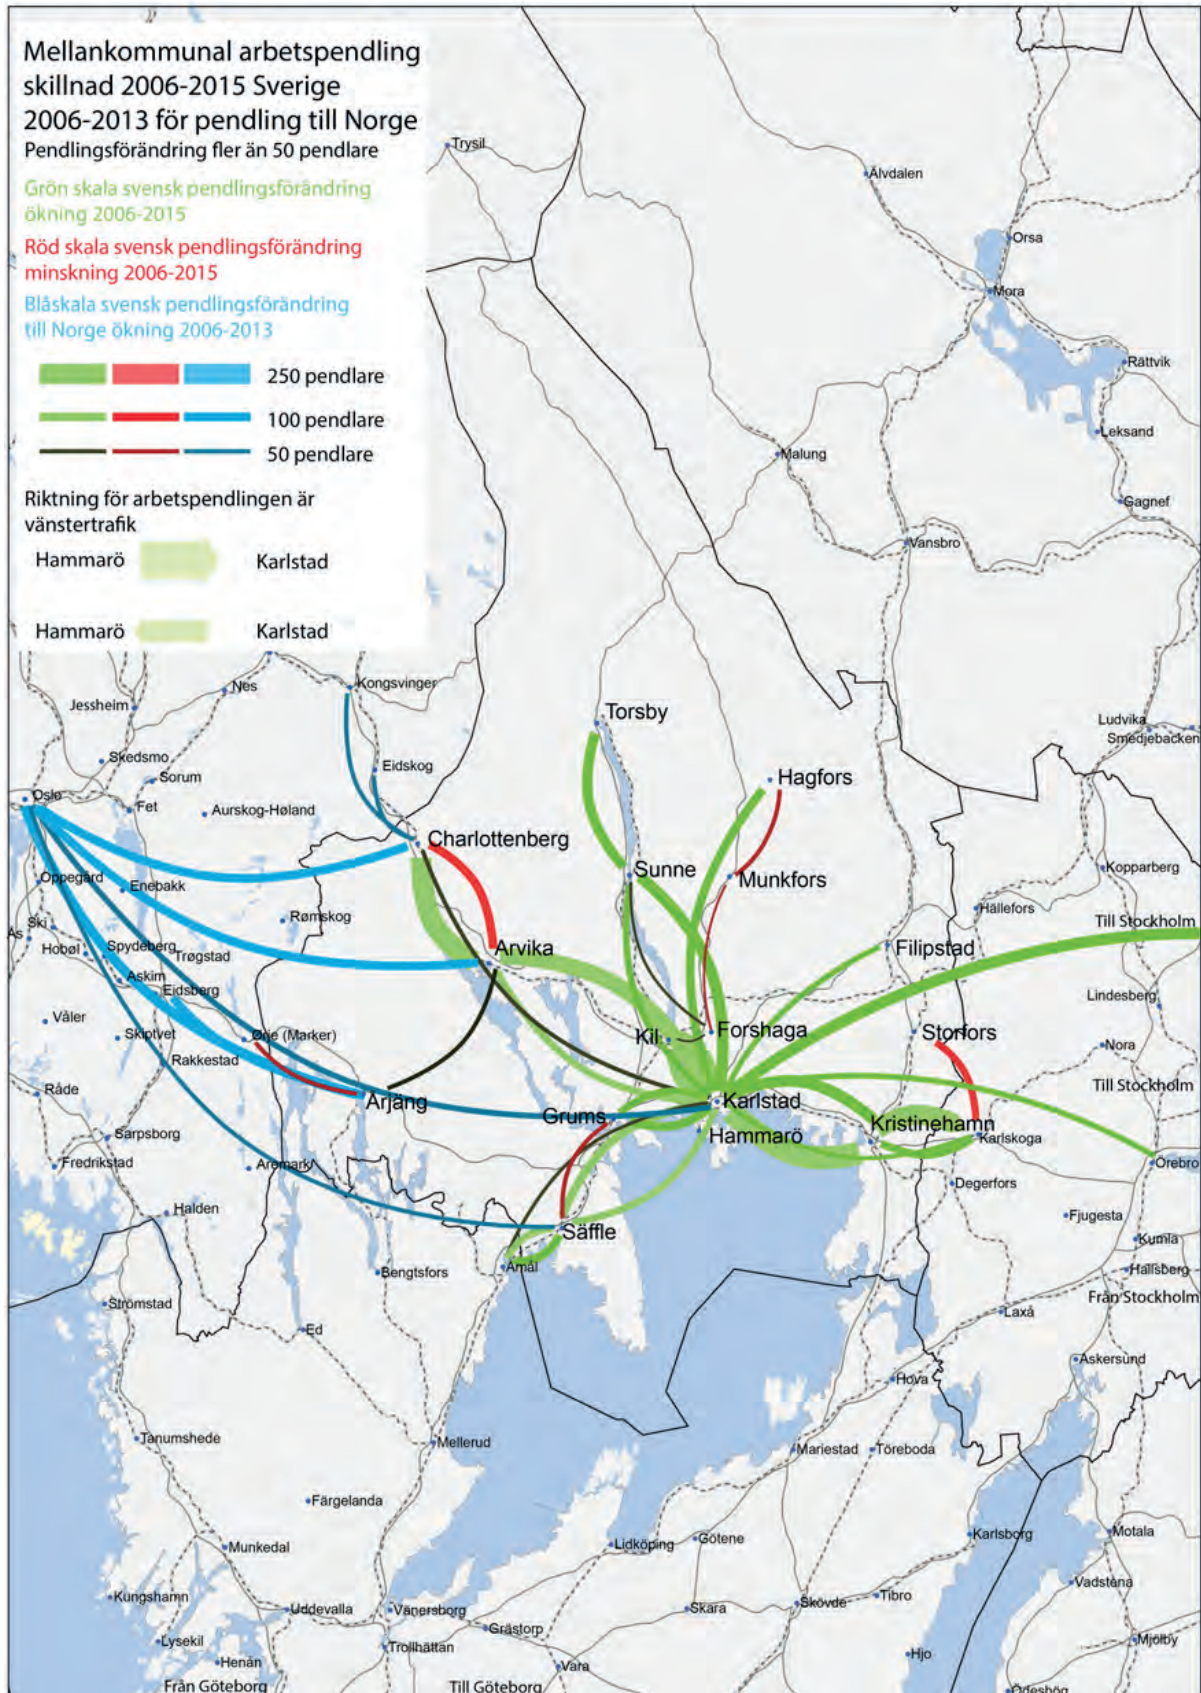 Mellankommunal arbetspendling
skillnad 2006-2015 Sverige
2006-2013 för pendling till Norge
Pendlingsförändring fler än 50 pendlare
Grön skala svensk pendlingsförändring
ökning 2006-2015
Röd skala svensk pendlingsförändring
minskning 2006-2015
Blåskala svensk pendlingsförändring
till Norge ökning 2006-2013
250 pendlare
100 pendlare
50 pendlare
Riktning för arbetspendlingen är
vänstertrafik
Hammarö Karlstad
Hammarö Karlstad
Trysil
Älvdalen
Orsa
Mora
Rättvik
Leksand
Malung
Gagnef
Vansbro
Kongsvinger
Nes
Jessheim
Torsby
Ludvika
Smedjebacken
Skedsmo
Eidskog
Sorum
Hagfors
Oslo
Fet
Aurskog-Høland
Charlottenberg
Oppegård
Enebakk
Sunne
Munkfors
Kopparberg
Rømskog
Hällefors
Till Stockholm
Ski
Ås
Hobøl
Spydeberg
Trøgstad
Arvika
Filipstad
Askim
Eidsberg
Lindesberg
Våler
Skiptvet
Ørje (Marker)
Kil
Forshaga
Storfors
Nora
Rakkestad
Råde
Årjäng
Till Stockholm
Karlstad
Grums
Sarpsborg
Hammarö
Kristinehamn
Karlskoga
Fredrikstad
Aremark
Örebro
Degerfors
Halden
Säffle
Fjugesta
Kumla
Åmål
Bengtsfors
Hallsberg
Från Stockholm
Strömstad
Laxå
Ed
Askersund
Hova
Tanumshede
Mellerud
Mariestad
Töreboda
Färgelanda
Karlsborg
Motala
Munkedal
Lidköping
Götene
Kungshamn
Vadstena
Uddevalla
Vänersborg
Skara
Skövde
Tibro
Lysekil
Trollhättan
Grästorp
Mjölby
Henån
Vara
Hjo
Från Göteborg
Till Göteborg
Ödeshög